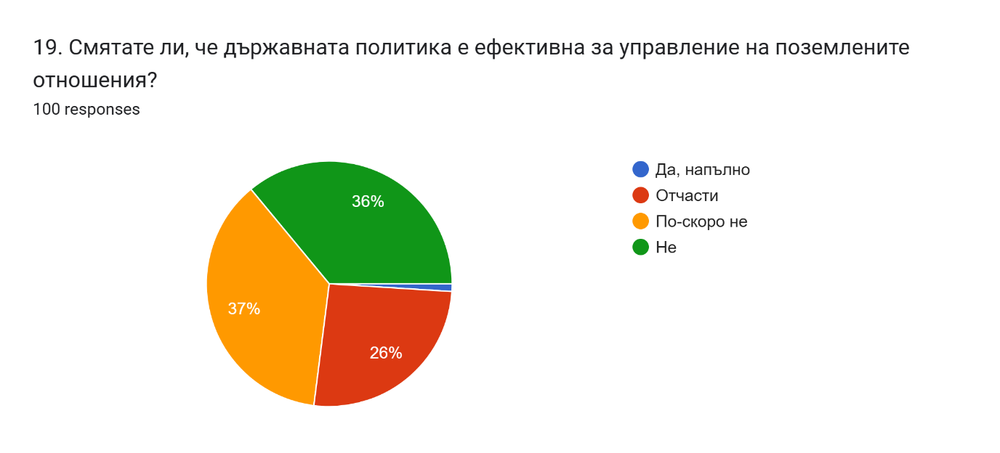 19. Смятате ли, че държавната политика е ефективна за управление на поземлените
отношения?
100 responses
36%
37%
26%
Да, напълно
Отчасти
По-скоро не
Не